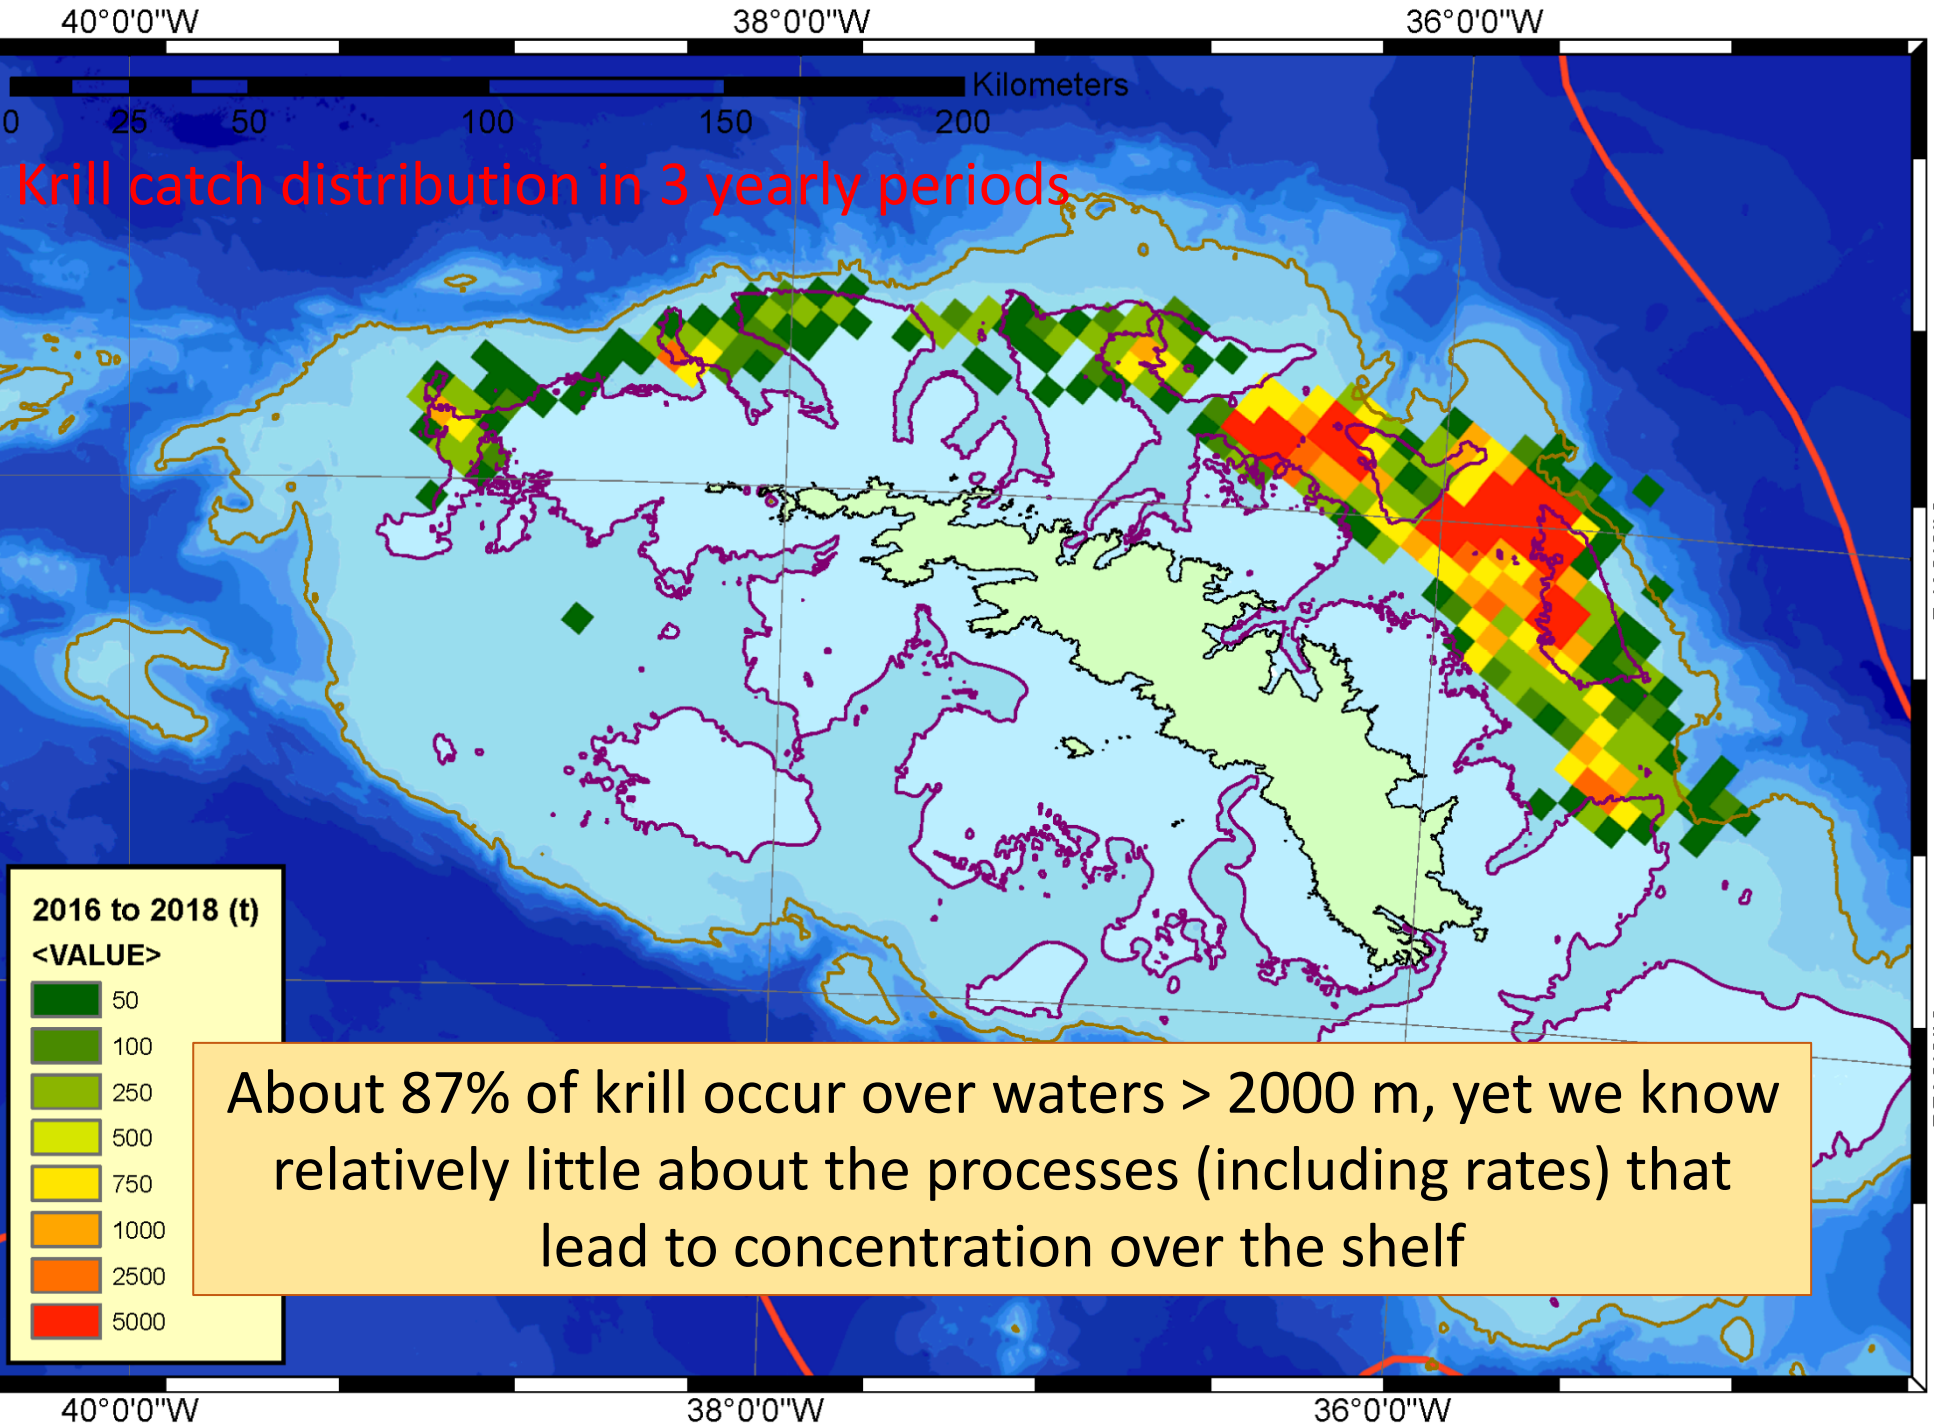 40°0'0"W 38°0'0"W 36°0'0"W
Kilometers
0 25 50 100 150 200
Krill catch distribution in 3 yearly periods
2016 to 2018 (t)
<VALUE>
50
100
250
500
750
1000
2500
5000
About 87% of krill occur over waters > 2000 m, yet we know
relatively little about the processes (including rates) that
lead to concentration over the shelf
40°0'0"W 38°0'0"W 36°0'0"W